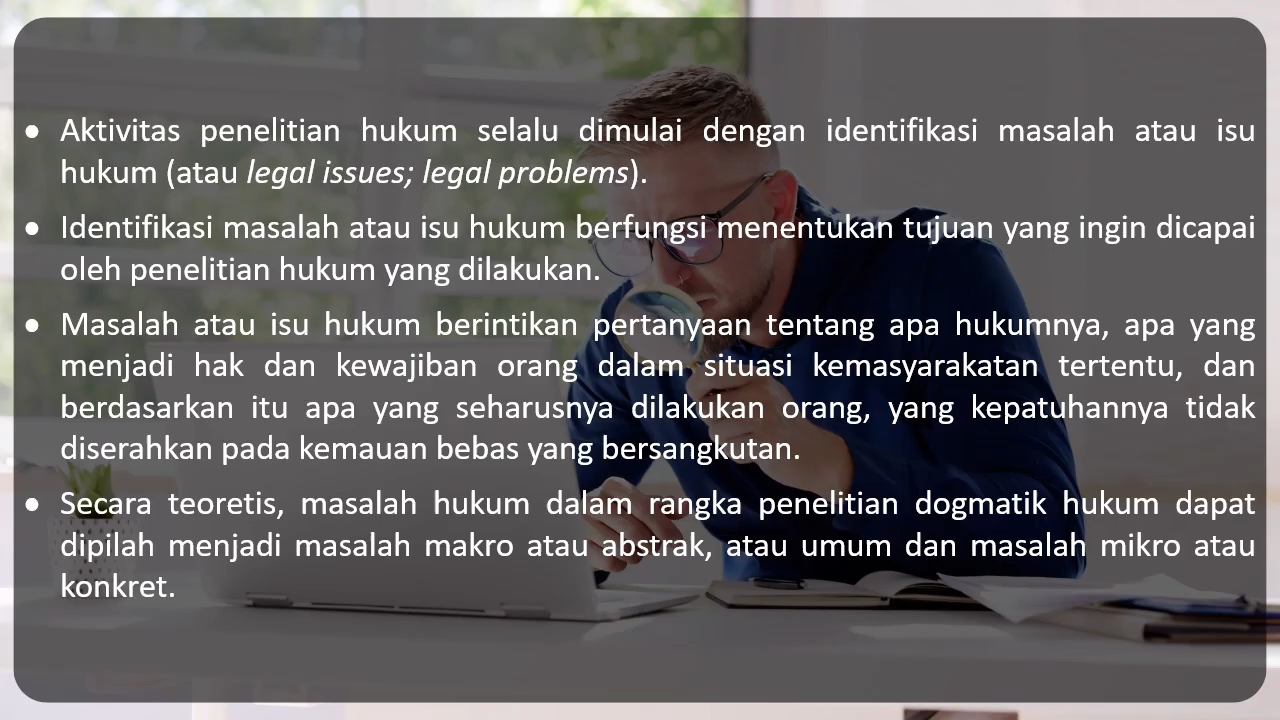 • Aktivitas penelitian hukum selalu dimulai dengan identifikasi masalah atau isu
hukum (atau legal issues; legal problems).
• Identifikasi masalah atau isu hukum berfungsi menentukan tujuan yang ingin dicapai
oleh penelitian hukum yang dilakukan.
• Masalah atau isu hukum berintikan pertanyaan tentang apa hukumnya, apa yang
menjadi hak dan kewajiban orang dalam situasi kemasyarakatan tertentu, dan
berdasarkan itu apa yang seharusnya dilakukan orang, yang kepatuhannya tidak
diserahkan pada kemauan bebas yang bersangkutan.
• Secara teoretis, masalah hukum dalam rangka penelitian dogmatik hukum dapat
dipilah menjadi masalah makro atau abstrak, atau umum dan masalah mikro atau
konkret.